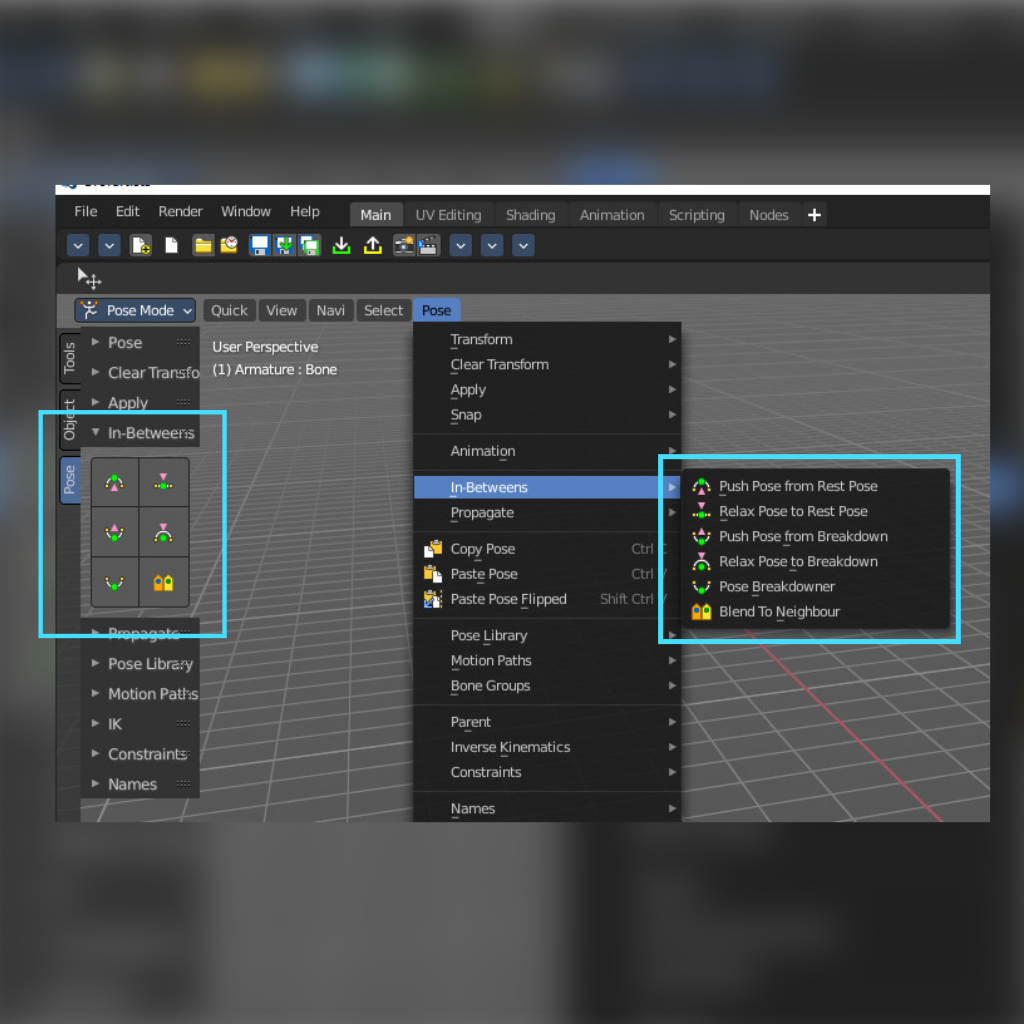 File Edit Render Window Help Main UV Editing Shading Animation Scripting Nodes +
Pose Mode Quick View Navi Select Pose
User Perspective
(1) Armature : Bone
Tools
Object
Pose
Pose
Clear Transfo
Apply
In-Betweens
Propagate
Pose Library
Motion Paths
IK
Constraints
Names
Transform
Clear Transform
Apply
Snap
Animation
In-Betweens
Propagate
Copy Pose Ctrl C
Paste Pose Ctrl V
Paste Pose Flipped Shift Ctrl V
Pose Library
Motion Paths
Bone Groups
Parent
Inverse Kinematics
Constraints
Names
Push Pose from Rest Pose
Relax Pose to Rest Pose
Push Pose from Breakdown
Relax Pose to Breakdown
Pose Breakdowner
Blend To Neighbour